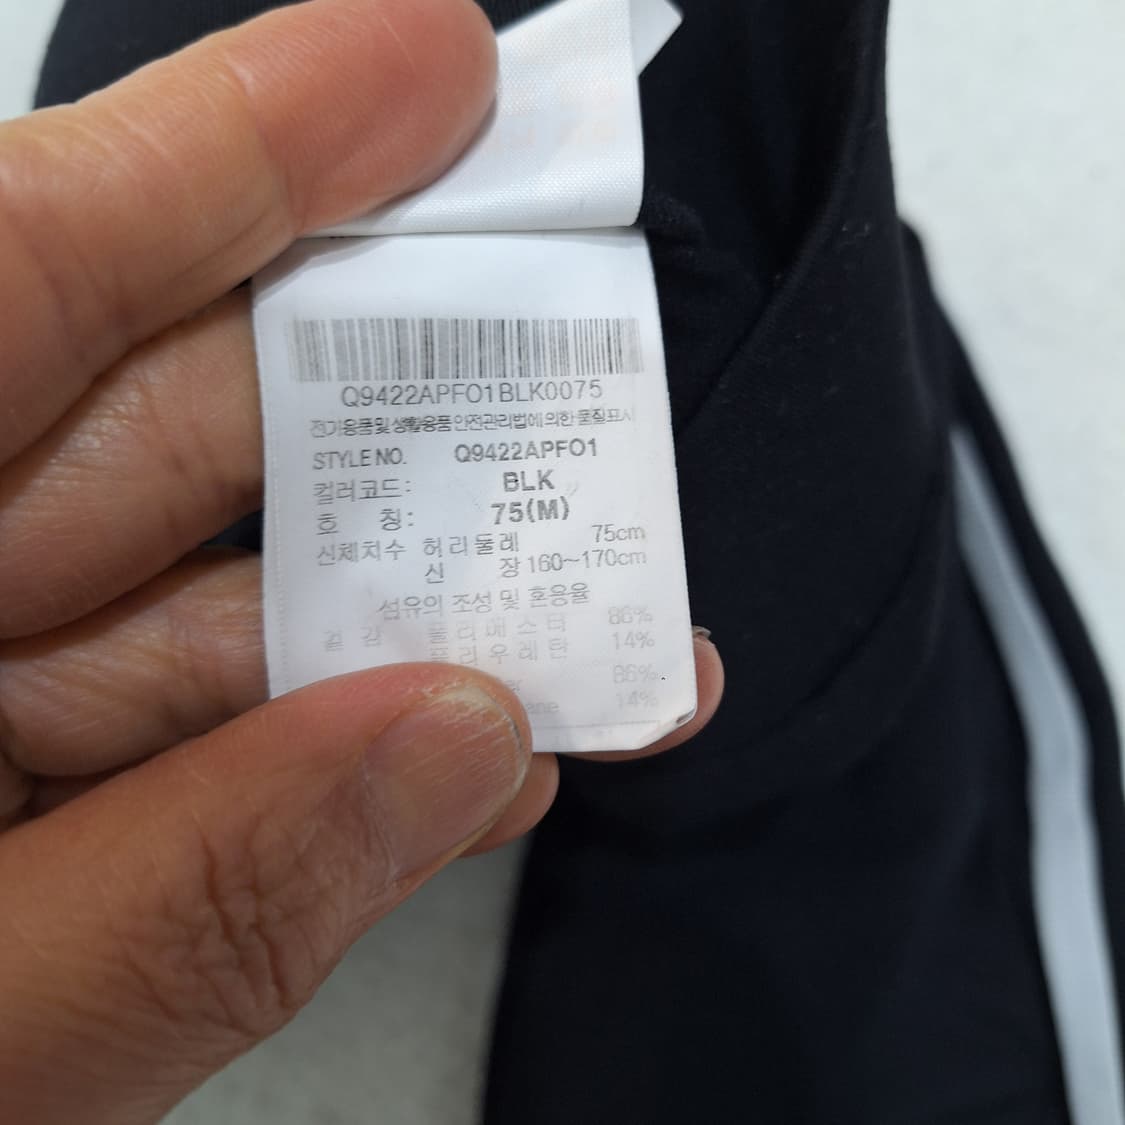 Q9422APFO1BLK0075
전기용품및생활용품안전관리법에의한품질표시
STYLE NO. Q9422APFO1
컬러코드: BLK
호 칭: 75(M)
신체치수 허리둘레 75cm
신 장 160~170cm
섬유의 조성 및 혼용율
겉 감 폴리에스터 86%
폴리우레탄 14%
86%
14%